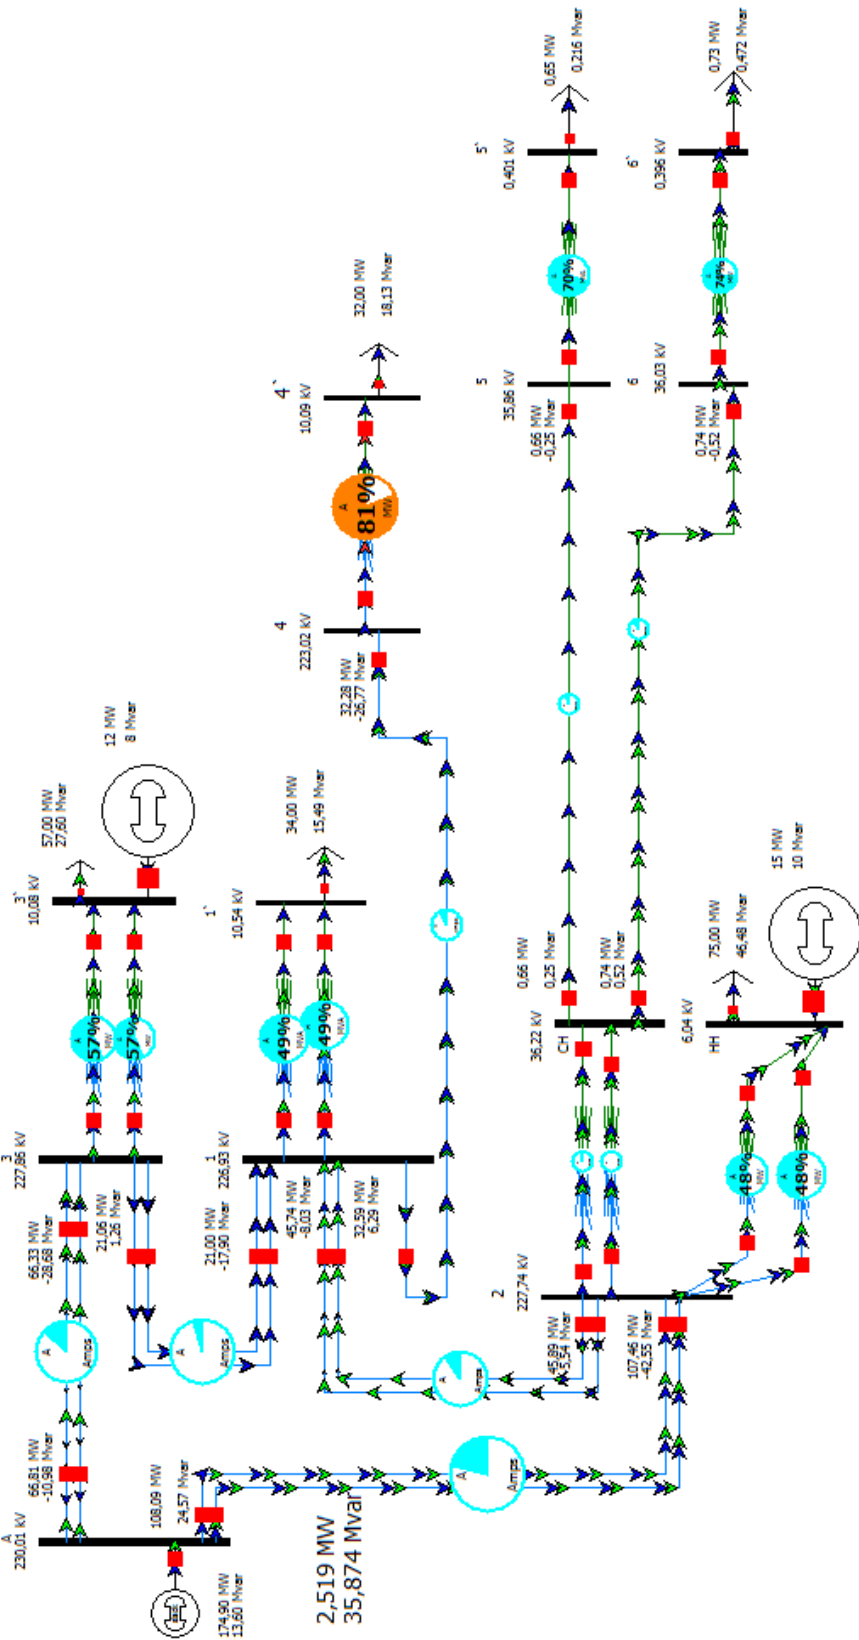 A
230,01 kV
174,90 MW
13,60 Mvar
66,81 MW
-10,98 Mvar
108,09 MW
24,57 Mvar
2,519 MW
35,874 Mvar
A
Amps
3
227,86 kV
66,33 MW
-28,68 Mvar
21,06 MW
1,26 Mvar
A
57%
MW
57%
3`
10,08 kV
57,00 MW
27,60 Mvar
12 MW
8 Mvar
A
Amps
1
226,93 kV
21,00 MW
-17,90 Mvar
45,74 MW
-8,03 Mvar
32,59 MW
6,29 Mvar
A
49%
MVA
A
49%
MVA
1`
10,54 kV
34,00 MW
15,49 Mvar
4
223,02 kV
32,28 MW
-26,77 Mvar
A
81%
MW
4`
10,09 kV
32,00 MW
18,13 Mvar
A
Amps
A
Amps
2
227,74 kV
45,89 MW
-5,54 Mvar
107,46 MW
-42,55 Mvar
A
48%
MW
A
48%
MW
36,22 kV
CH
0,66 MW
0,25 Mvar
0,74 MW
0,52 Mvar
6,04 kV
HH
75,00 MW
46,48 Mvar
15 MW
10 Mvar
5
35,86 kV
0,66 MW
-0,25 Mvar
A
70%
5`
0,401 kV
0,65 MW
0,216 Mvar
6
36,03 kV
0,74 MW
-0,52 Mvar
A
74%
6`
0,396 kV
0,73 MW
0,472 Mvar